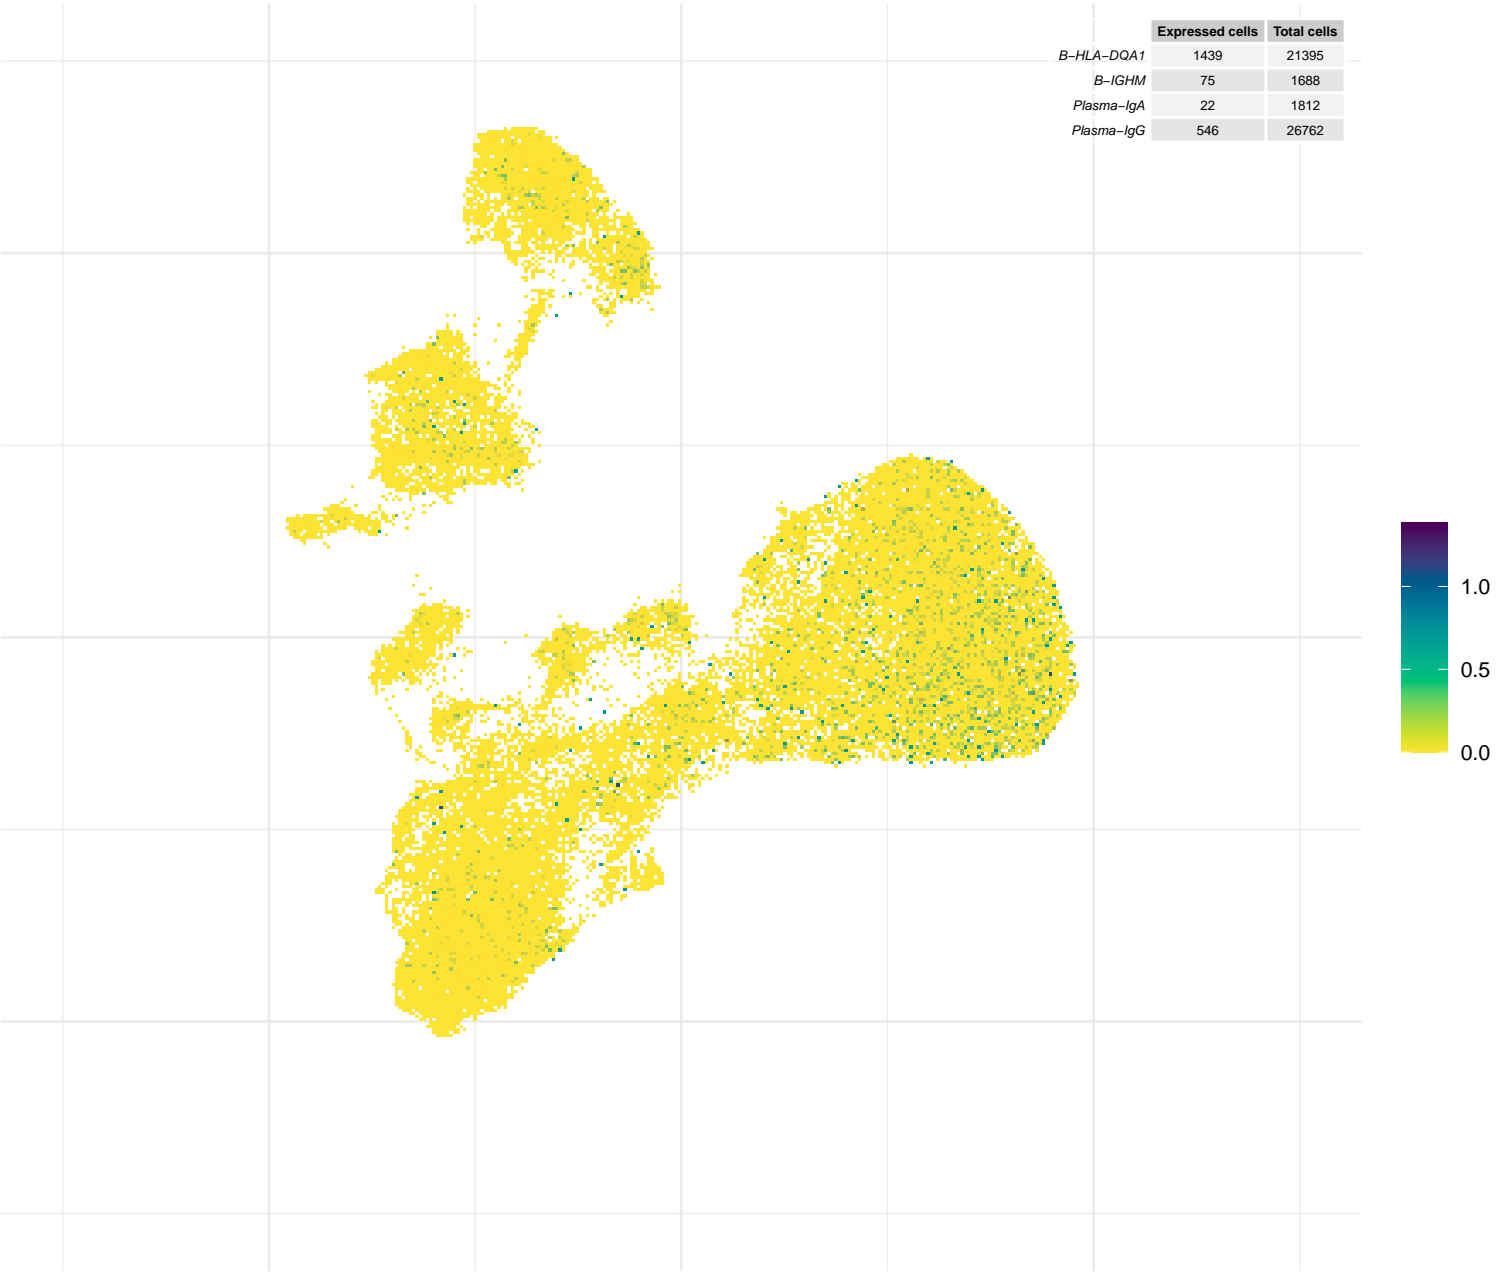 Expressed cells Total cells
B−HLA−DQA1 1439 21395
B−IGHM 75 1688
Plasma−IgA 22 1812
Plasma−IgG 546 26762
1.0
0.5
0.0